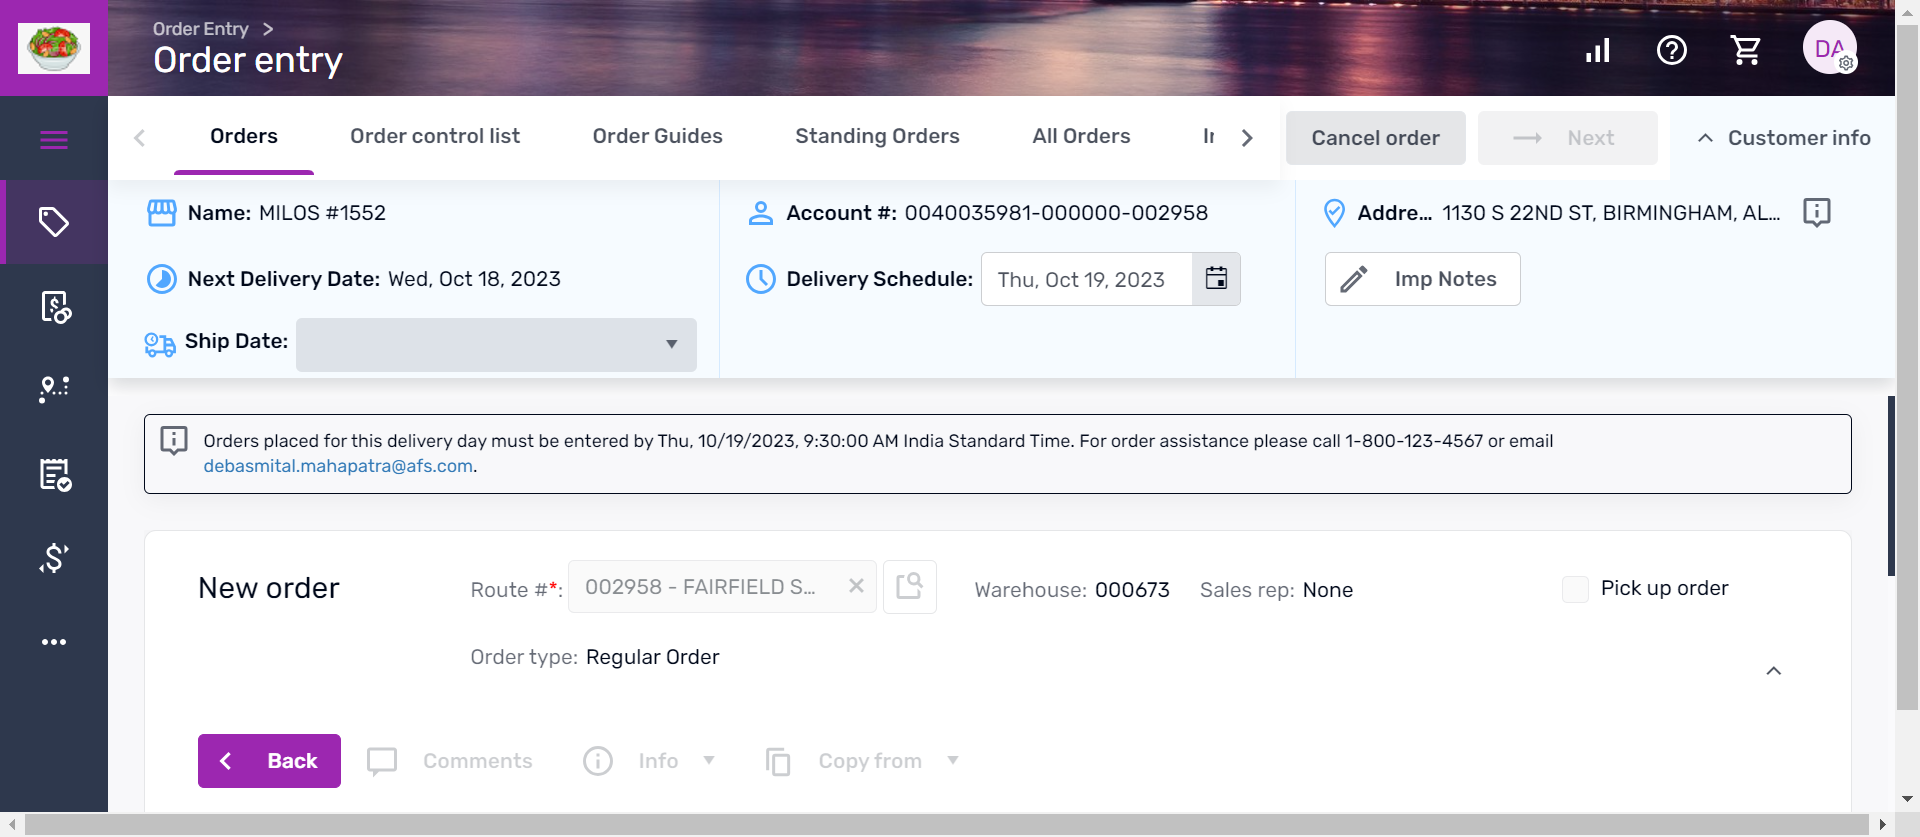 Order Entry
Order entry
DA
Orders
Order control list
Order Guides
Standing Orders
All Orders
Cancel order
Next
Customer info
Name: MILOS #1552
Account #: 0040035981-000000-002958
Addre... 1130 S 22ND ST, BIRMINGHAM, AL...
Next Delivery Date: Wed, Oct 18, 2023
Delivery Schedule: Thu, Oct 19, 2023
Imp Notes
Ship Date:
Orders placed for this delivery day must be entered by Thu, 10/19/2023, 9:30:00 AM India Standard Time. For order assistance please call 1-800-123-4567 or email
debasmital.mahapatra@afs.com.
New order
Route #*: 002958 - FAIRFIELD S...
Warehouse: 000673
Sales rep: None
Pick up order
Order type: Regular Order
Back
Comments
Info
Copy from